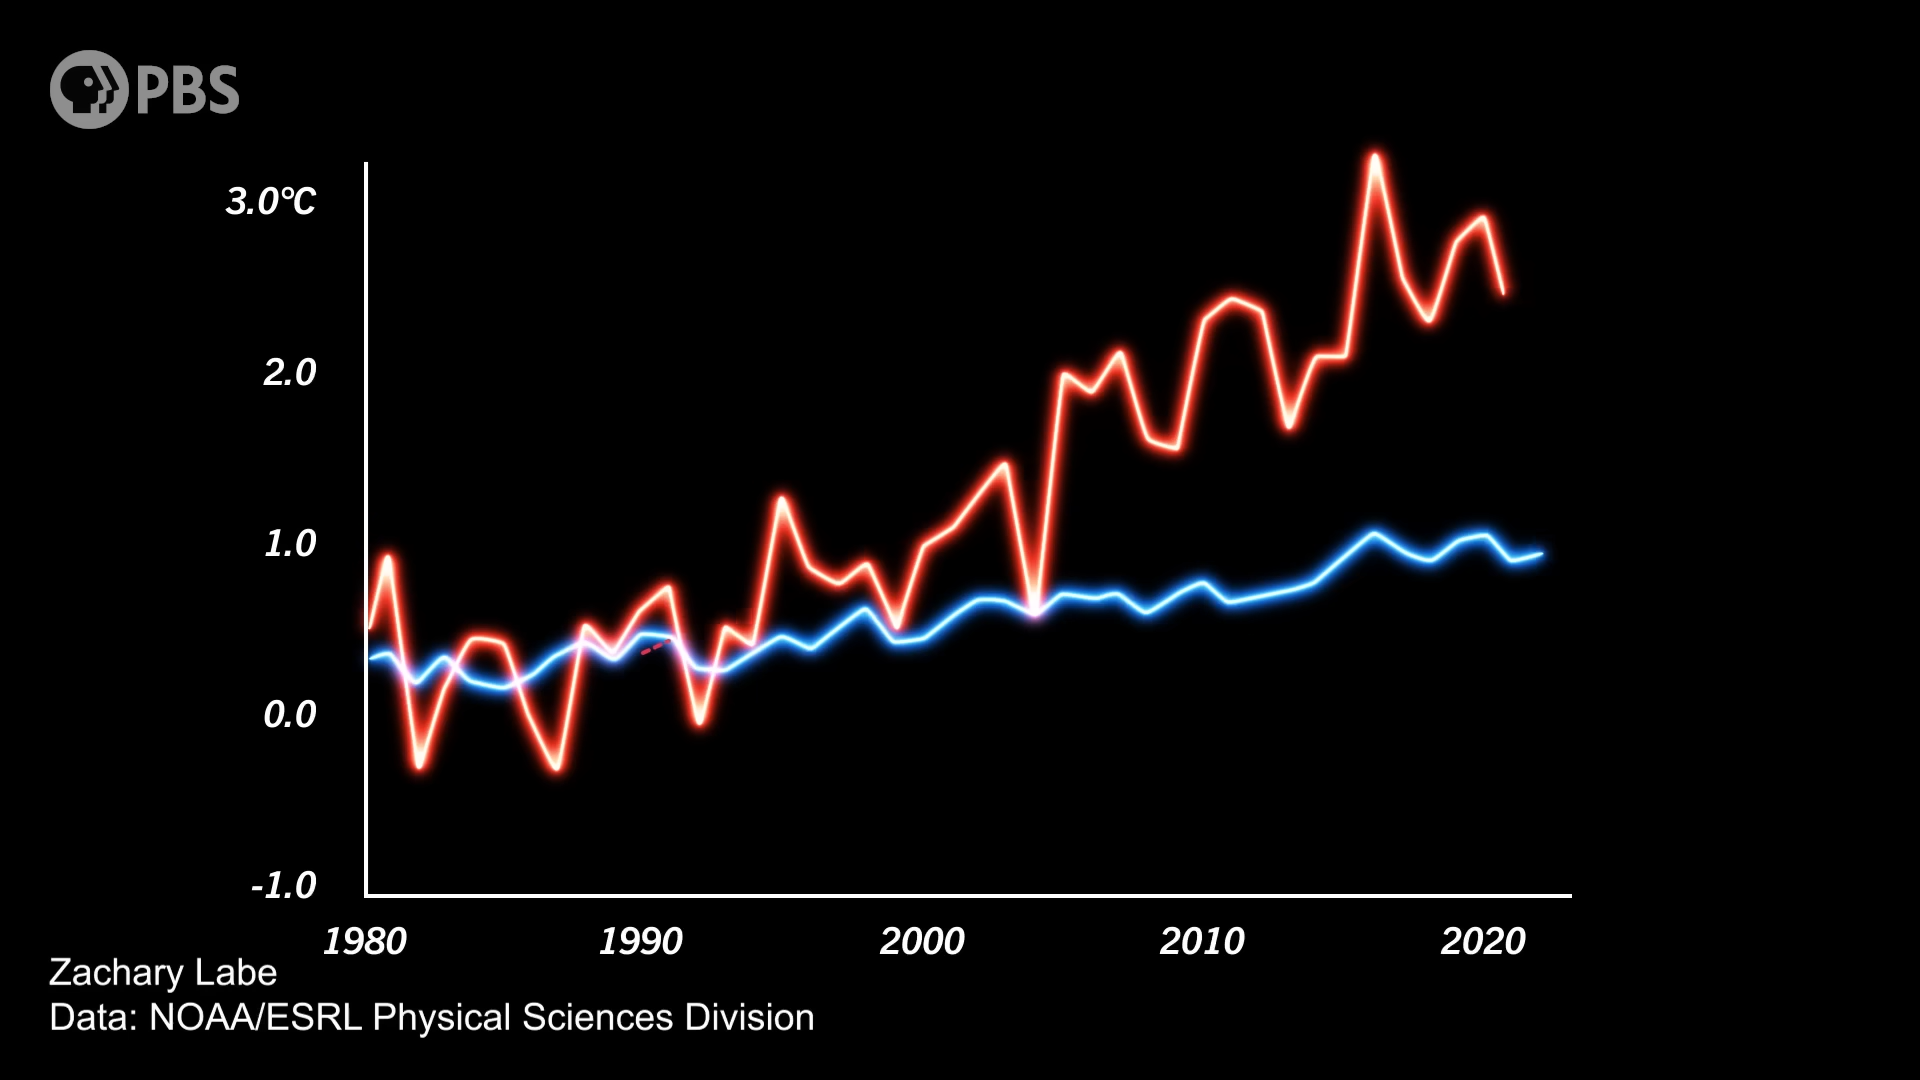 PBS
3.0°C
2.0
1.0
0.0
-1.0
1980 1990 2000 2010 2020
Zachary Labe
Data: NOAA/ESRL Physical Sciences Division